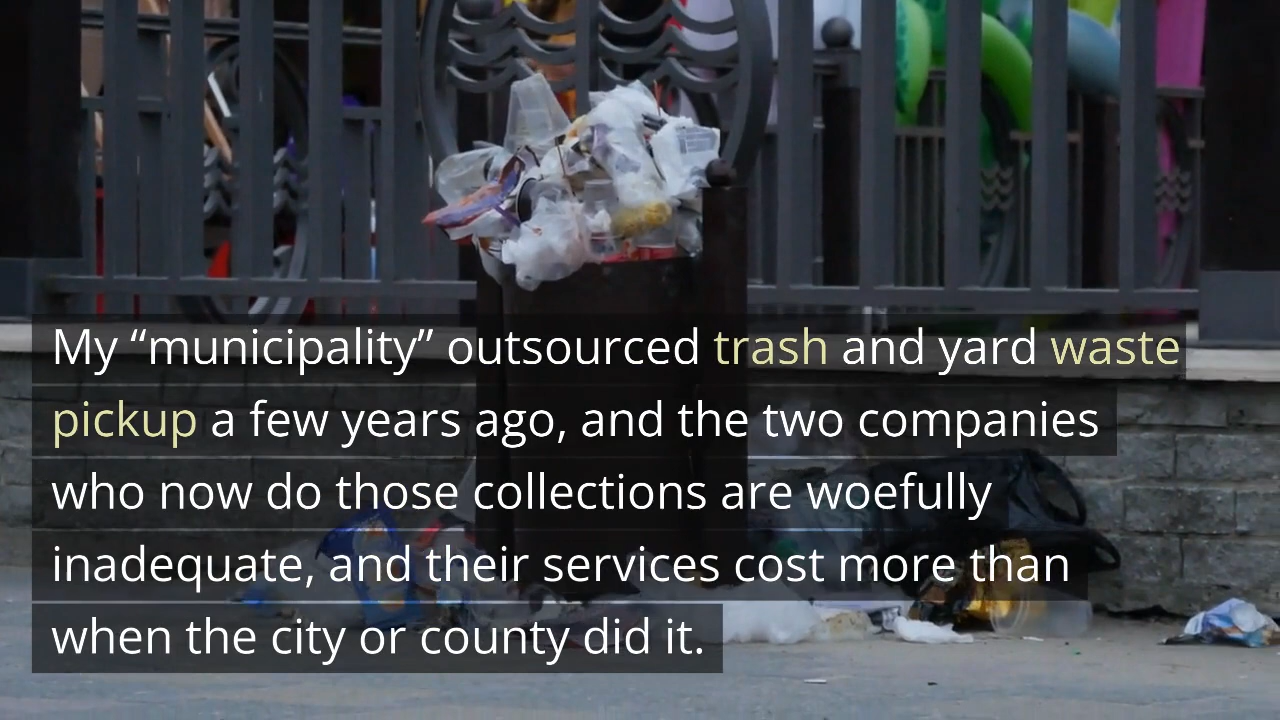 My “municipality” outsourced trash and yard waste
pickup a few years ago, and the two companies
who now do those collections are woefully
inadequate, and their services cost more than
when the city or county did it.